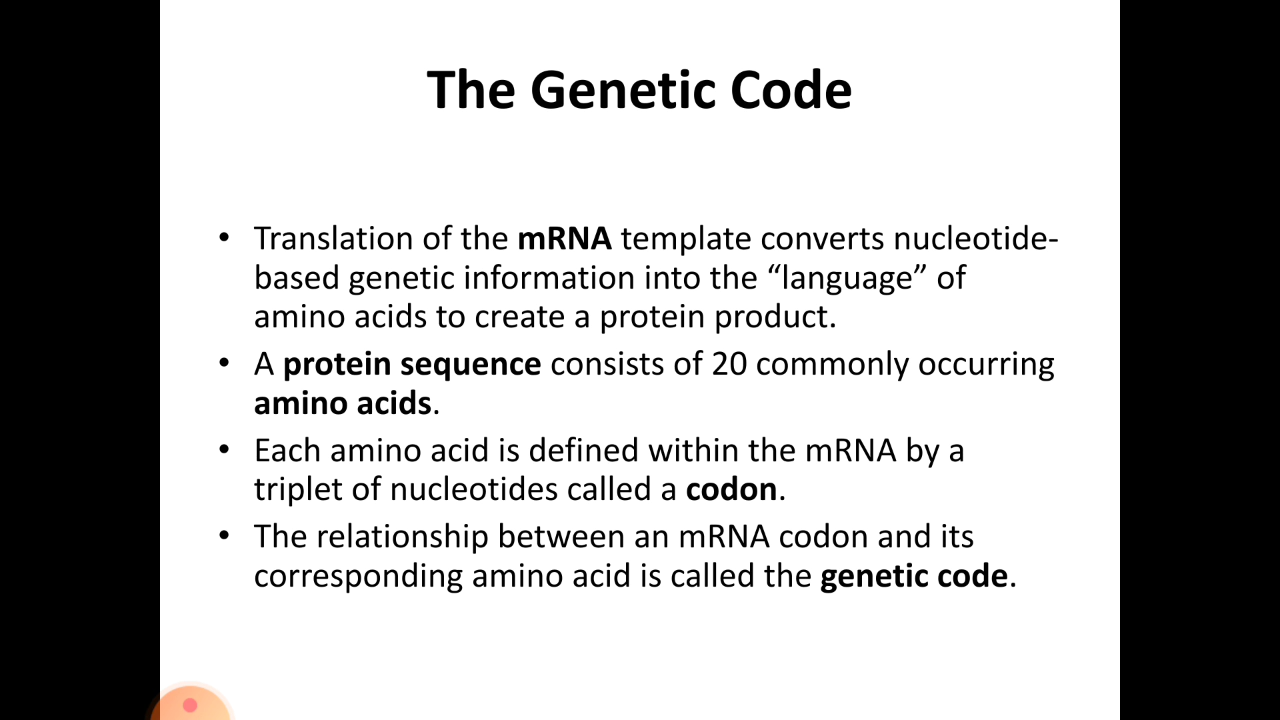 The Genetic Code
• Translation of the mRNA template converts nucleotide-
based genetic information into the “language” of
amino acids to create a protein product.
• A protein sequence consists of 20 commonly occurring
amino acids.
• Each amino acid is defined within the mRNA by a
triplet of nucleotides called a codon.
• The relationship between an mRNA codon and its
corresponding amino acid is called the genetic code.